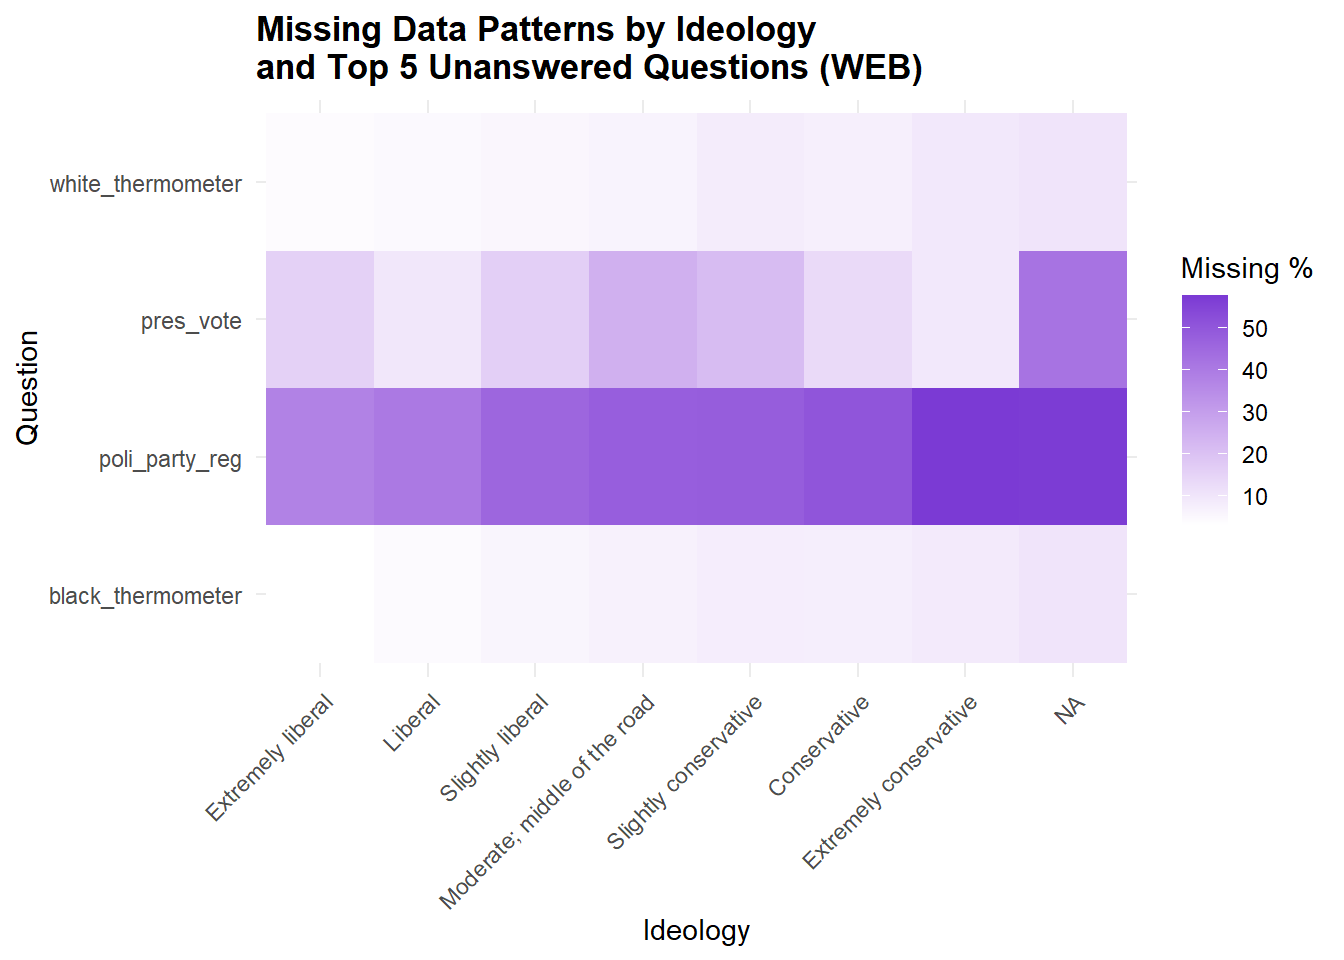 Missing Data Patterns by Ideology
and Top 5 Unanswered Questions (WEB)
white_thermometer
pres_vote
poli_party_reg
black_thermometer
Question
Extremely liberal
Liberal
Slightly liberal
Moderate; middle of the road
Slightly conservative
Conservative
Extremely conservative
NA
Ideology
Missing %
50
40
30
20
10